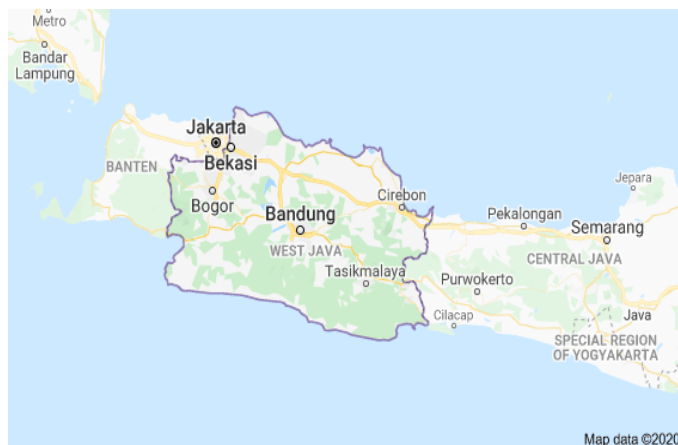 Metro
Bandar
Lampung
Jakarta
Bekasi
BANTEN
Bogor
Bandung
WEST JAVA
Cirebon
Tasikmalaya
Jepara
Pekalongan
Semarang
CENTRAL JAVA
Purwokerto
Cilacap
Java
SPECIAL REGION
OF YOGYAKARTA
Map data ©2020